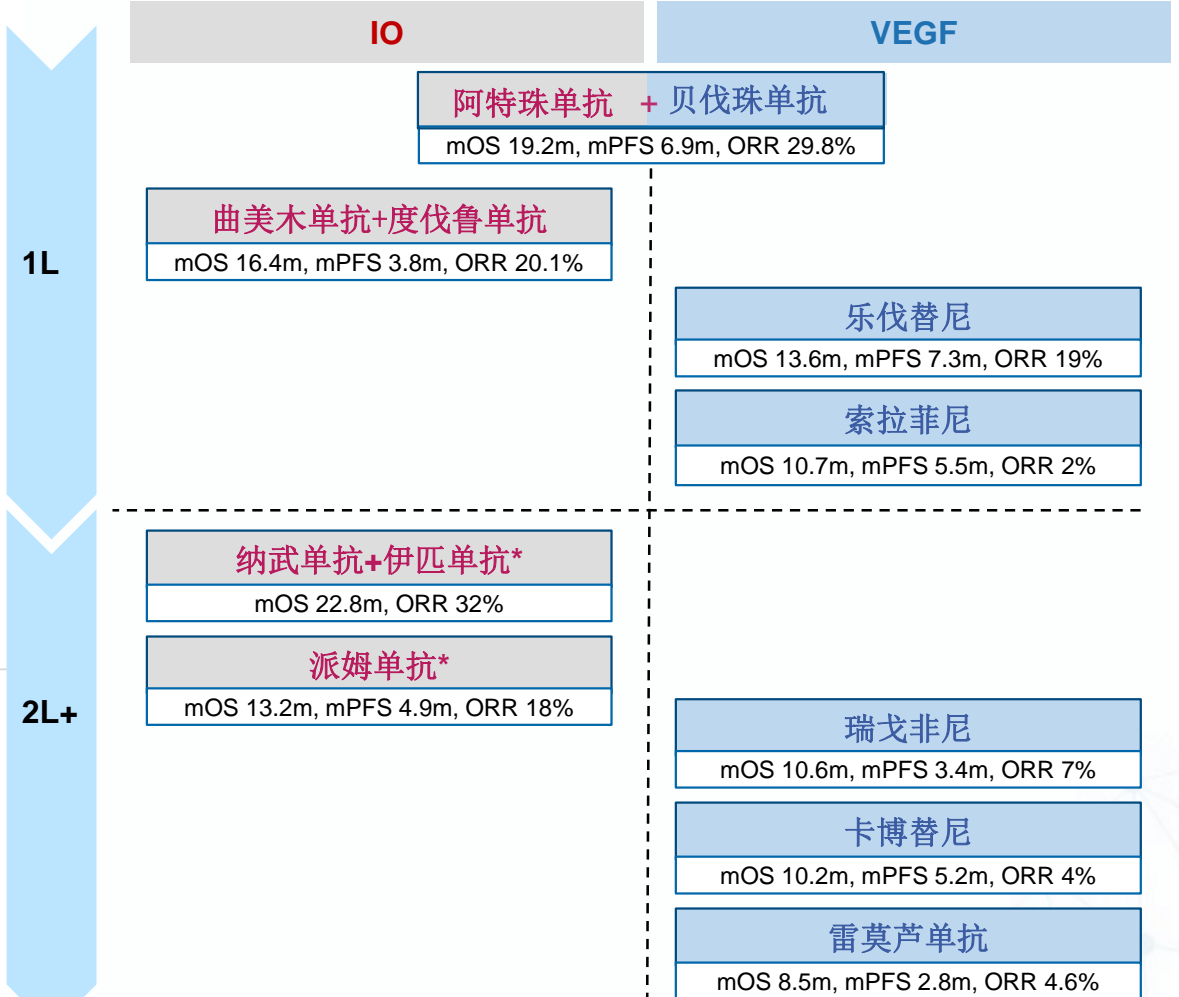 IO
VEGF
阿特珠单抗 + 贝伐珠单抗
mOS 19.2m, mPFS 6.9m, ORR 29.8%
曲美木单抗+度伐鲁单抗
mOS 16.4m, mPFS 3.8m, ORR 20.1%
1L
乐伐替尼
mOS 13.6m, mPFS 7.3m, ORR 19%
索拉菲尼
mOS 10.7m, mPFS 5.5m, ORR 2%
纳武单抗+伊匹单抗*
mOS 22.8m, ORR 32%
派姆单抗*
mOS 13.2m, mPFS 4.9m, ORR 18%
2L+
瑞戈非尼
mOS 10.6m, mPFS 3.4m, ORR 7%
卡博替尼
mOS 10.2m, mPFS 5.2m, ORR 4%
雷莫芦单抗
mOS 8.5m, mPFS 2.8m, ORR 4.6%